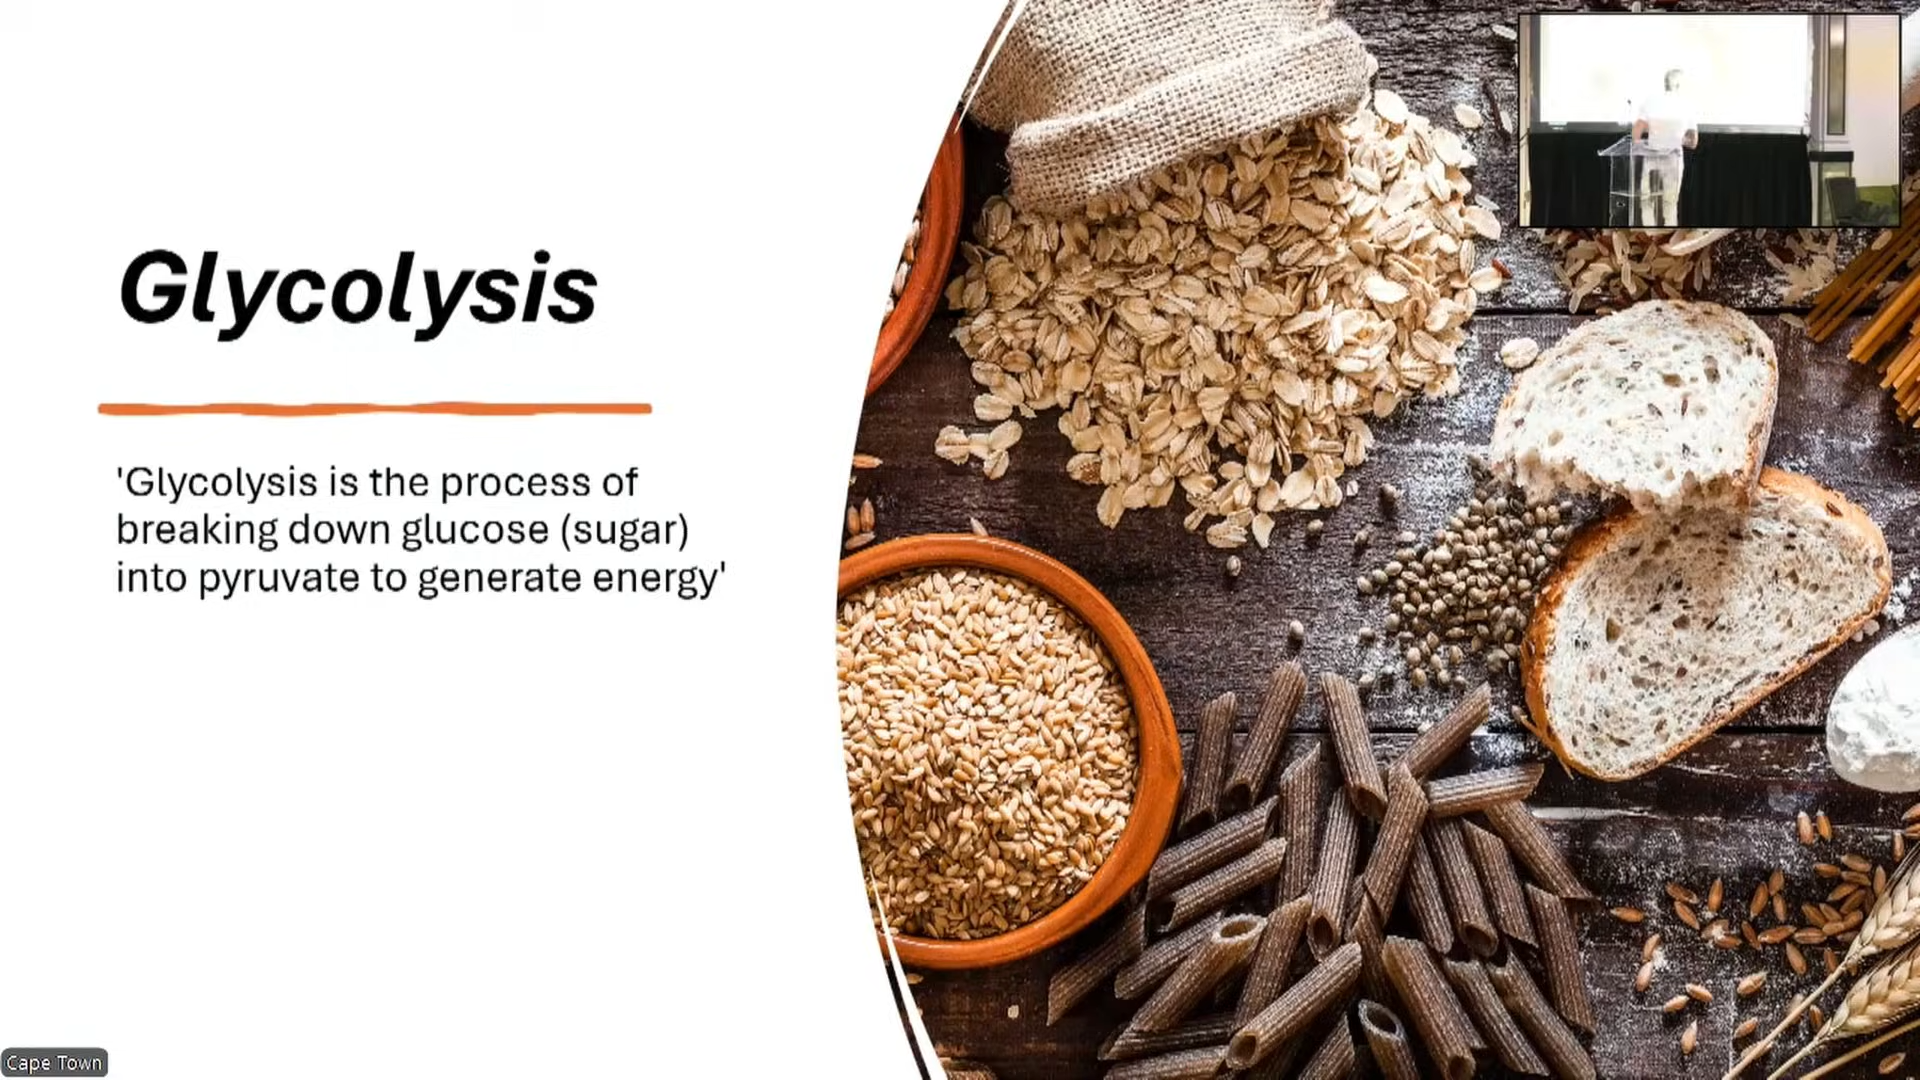 Glycolysis
'Glycolysis is the process of
breaking down glucose (sugar)
into pyruvate to generate energy'
Cape Town